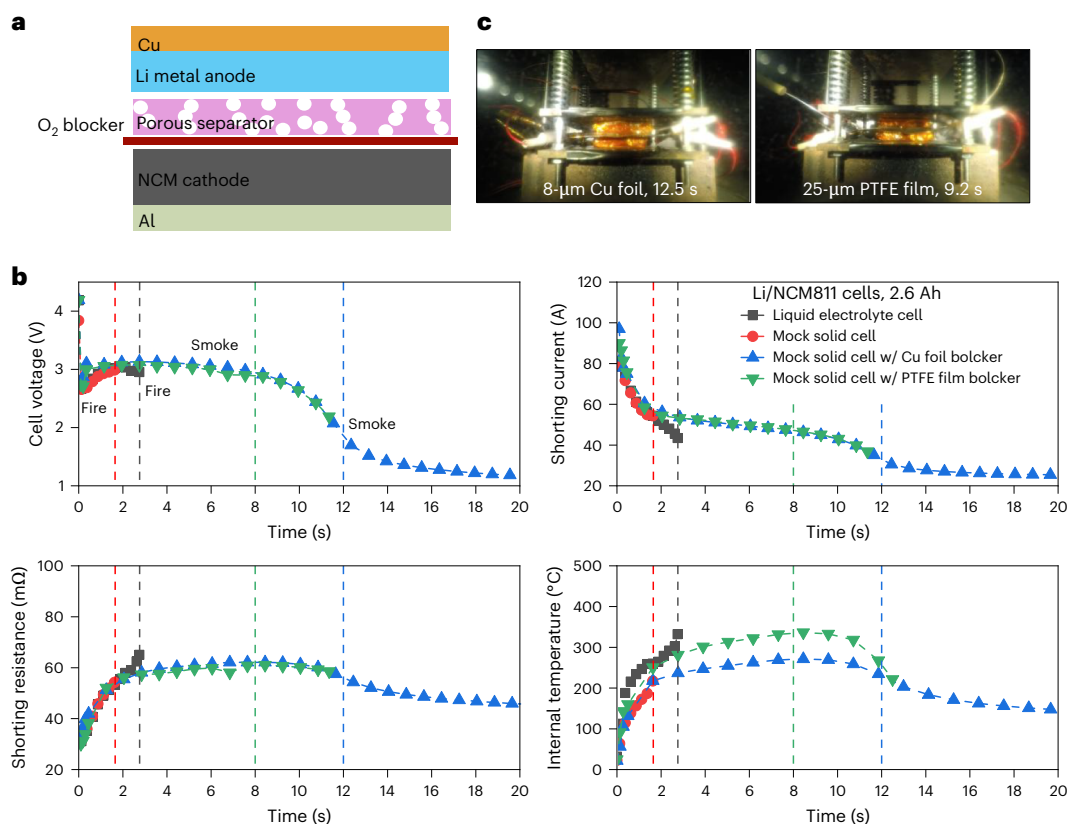 a
Cu
Li metal anode
O2 blocker
Porous separator
NCM cathode
Al
c
8-μm Cu foil, 12.5 s
25-μm PTFE film, 9.2 s
b
Cell voltage (V)
4
3
2
1
Fire
Fire
Smoke
Smoke
0 2 4 6 8 10 12 14 16 18 20
Time (s)
Shorting current (A)
120
100
80
60
40
20
Li/NCM811 cells, 2.6 Ah
Liquid electrolyte cell
Mock solid cell
Mock solid cell w/ Cu foil bolcker
Mock solid cell w/ PTFE film bolcker
0 2 4 6 8 10 12 14 16 18 20
Time (s)
Shorting resistance (mΩ)
100
80
60
40
20
0 2 4 6 8 10 12 14 16 18 20
Time (s)
Internal temperature (°C)
500
400
300
200
100
0
0 2 4 6 8 10 12 14 16 18 20
Time (s)